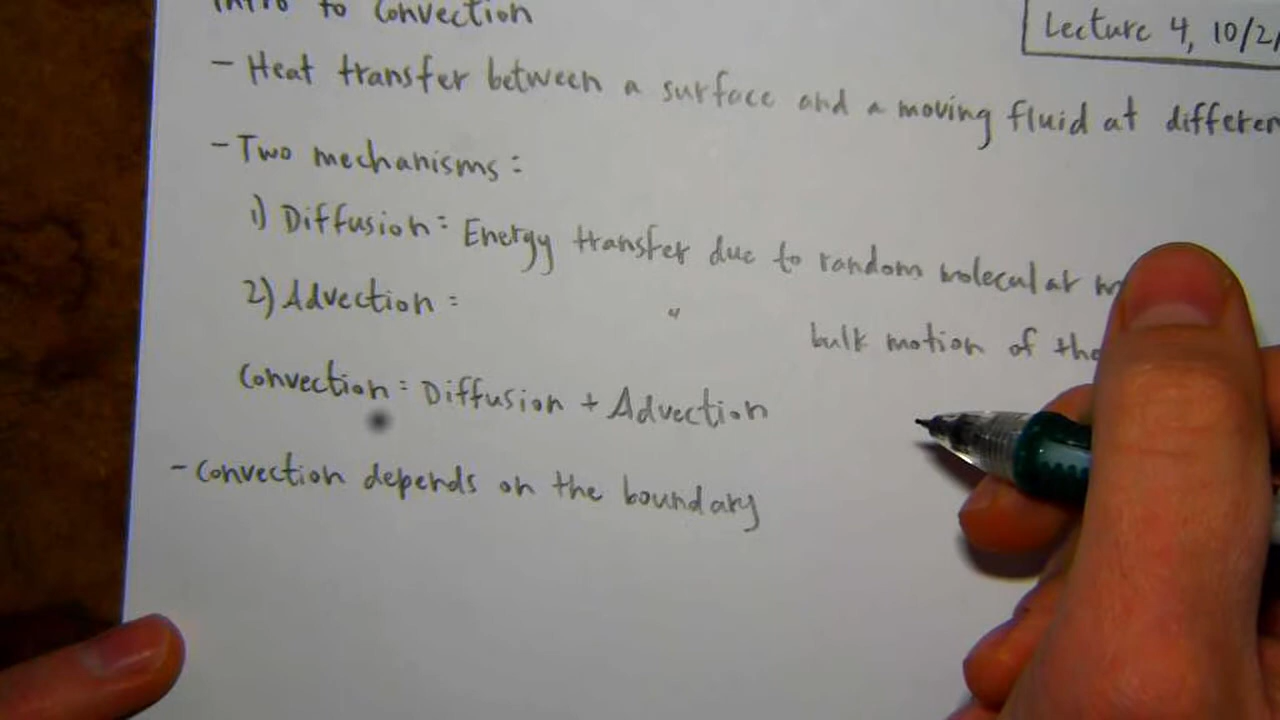 Intro to Convection
Lecture 4, 10/2/
- Heat transfer between a surface and a moving fluid at differen
- Two mechanisms:
1) Diffusion: Energy transfer due to random molecular
2) Advection: " bulk motion of the
Convection = Diffusion + Advection
- Convection depends on the boundary